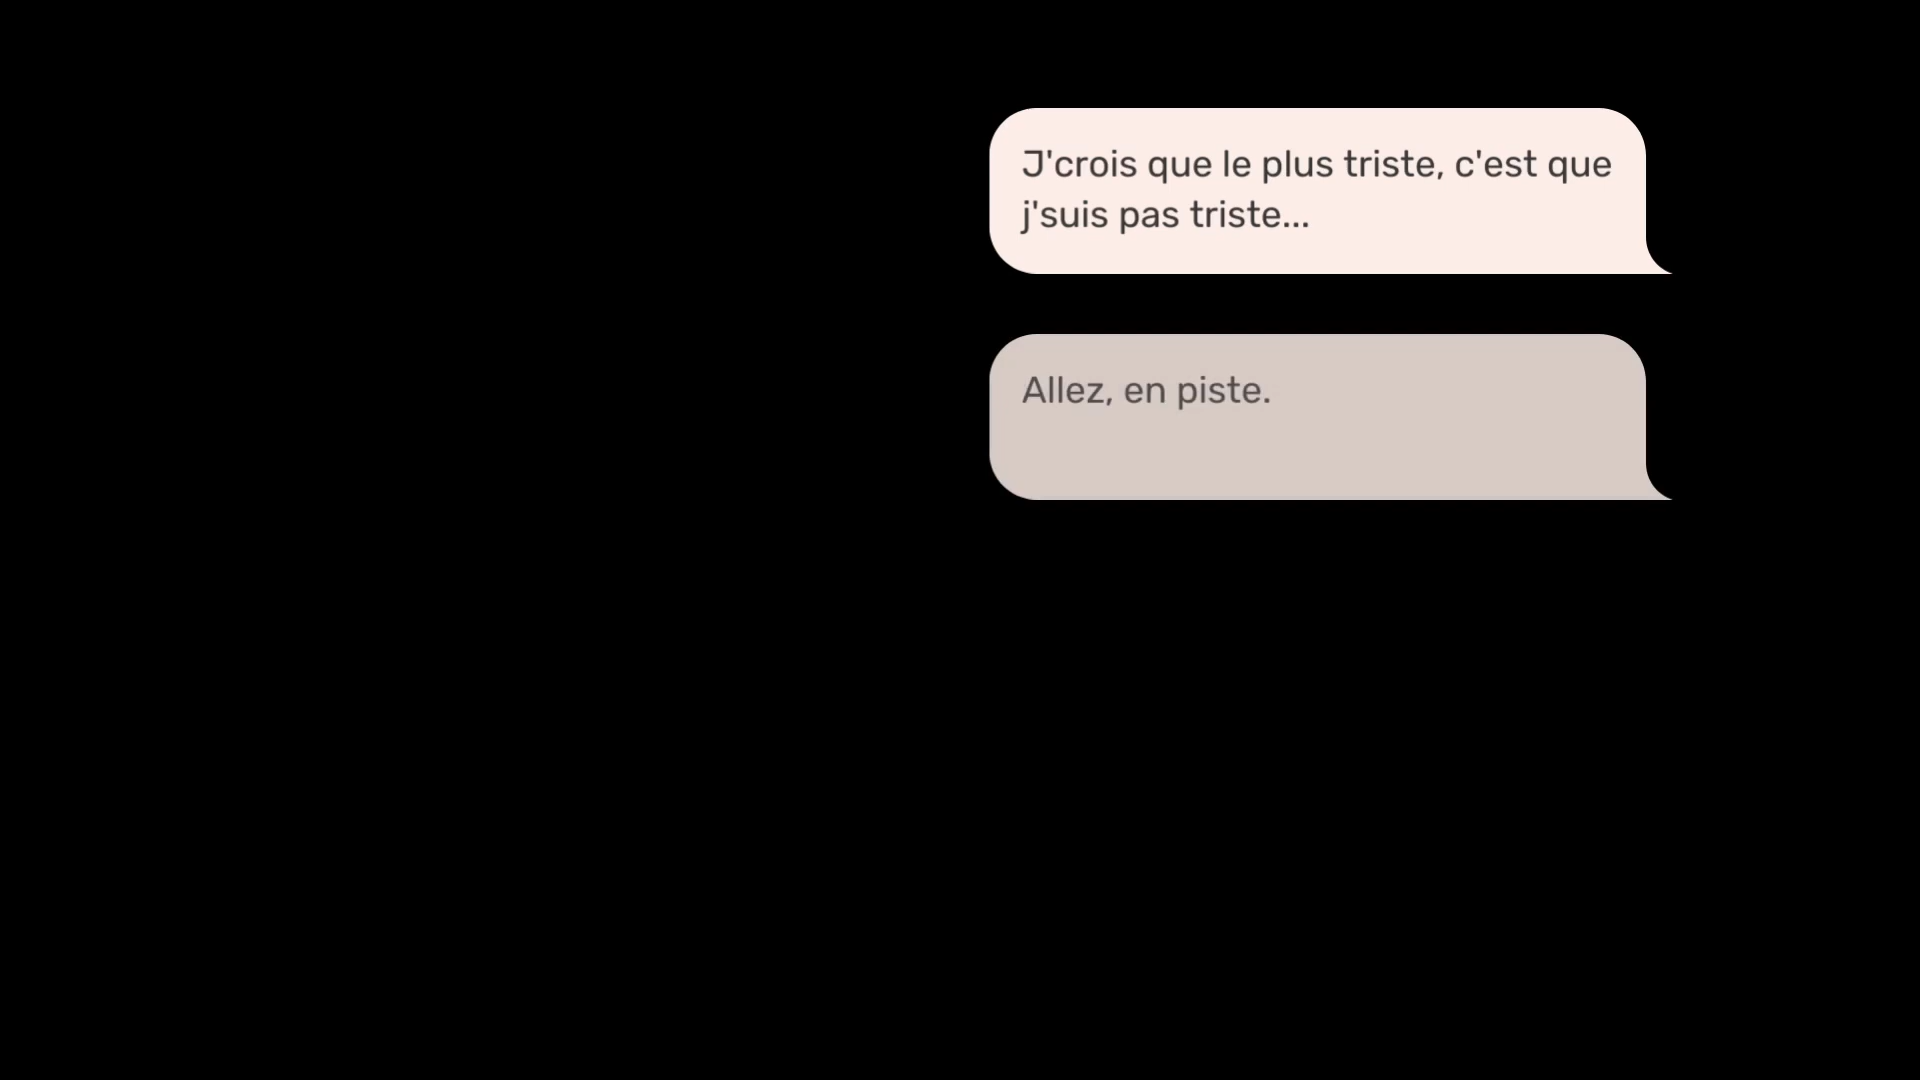 J'crois que le plus triste, c'est que
j'suis pas triste...
Allez, en piste.